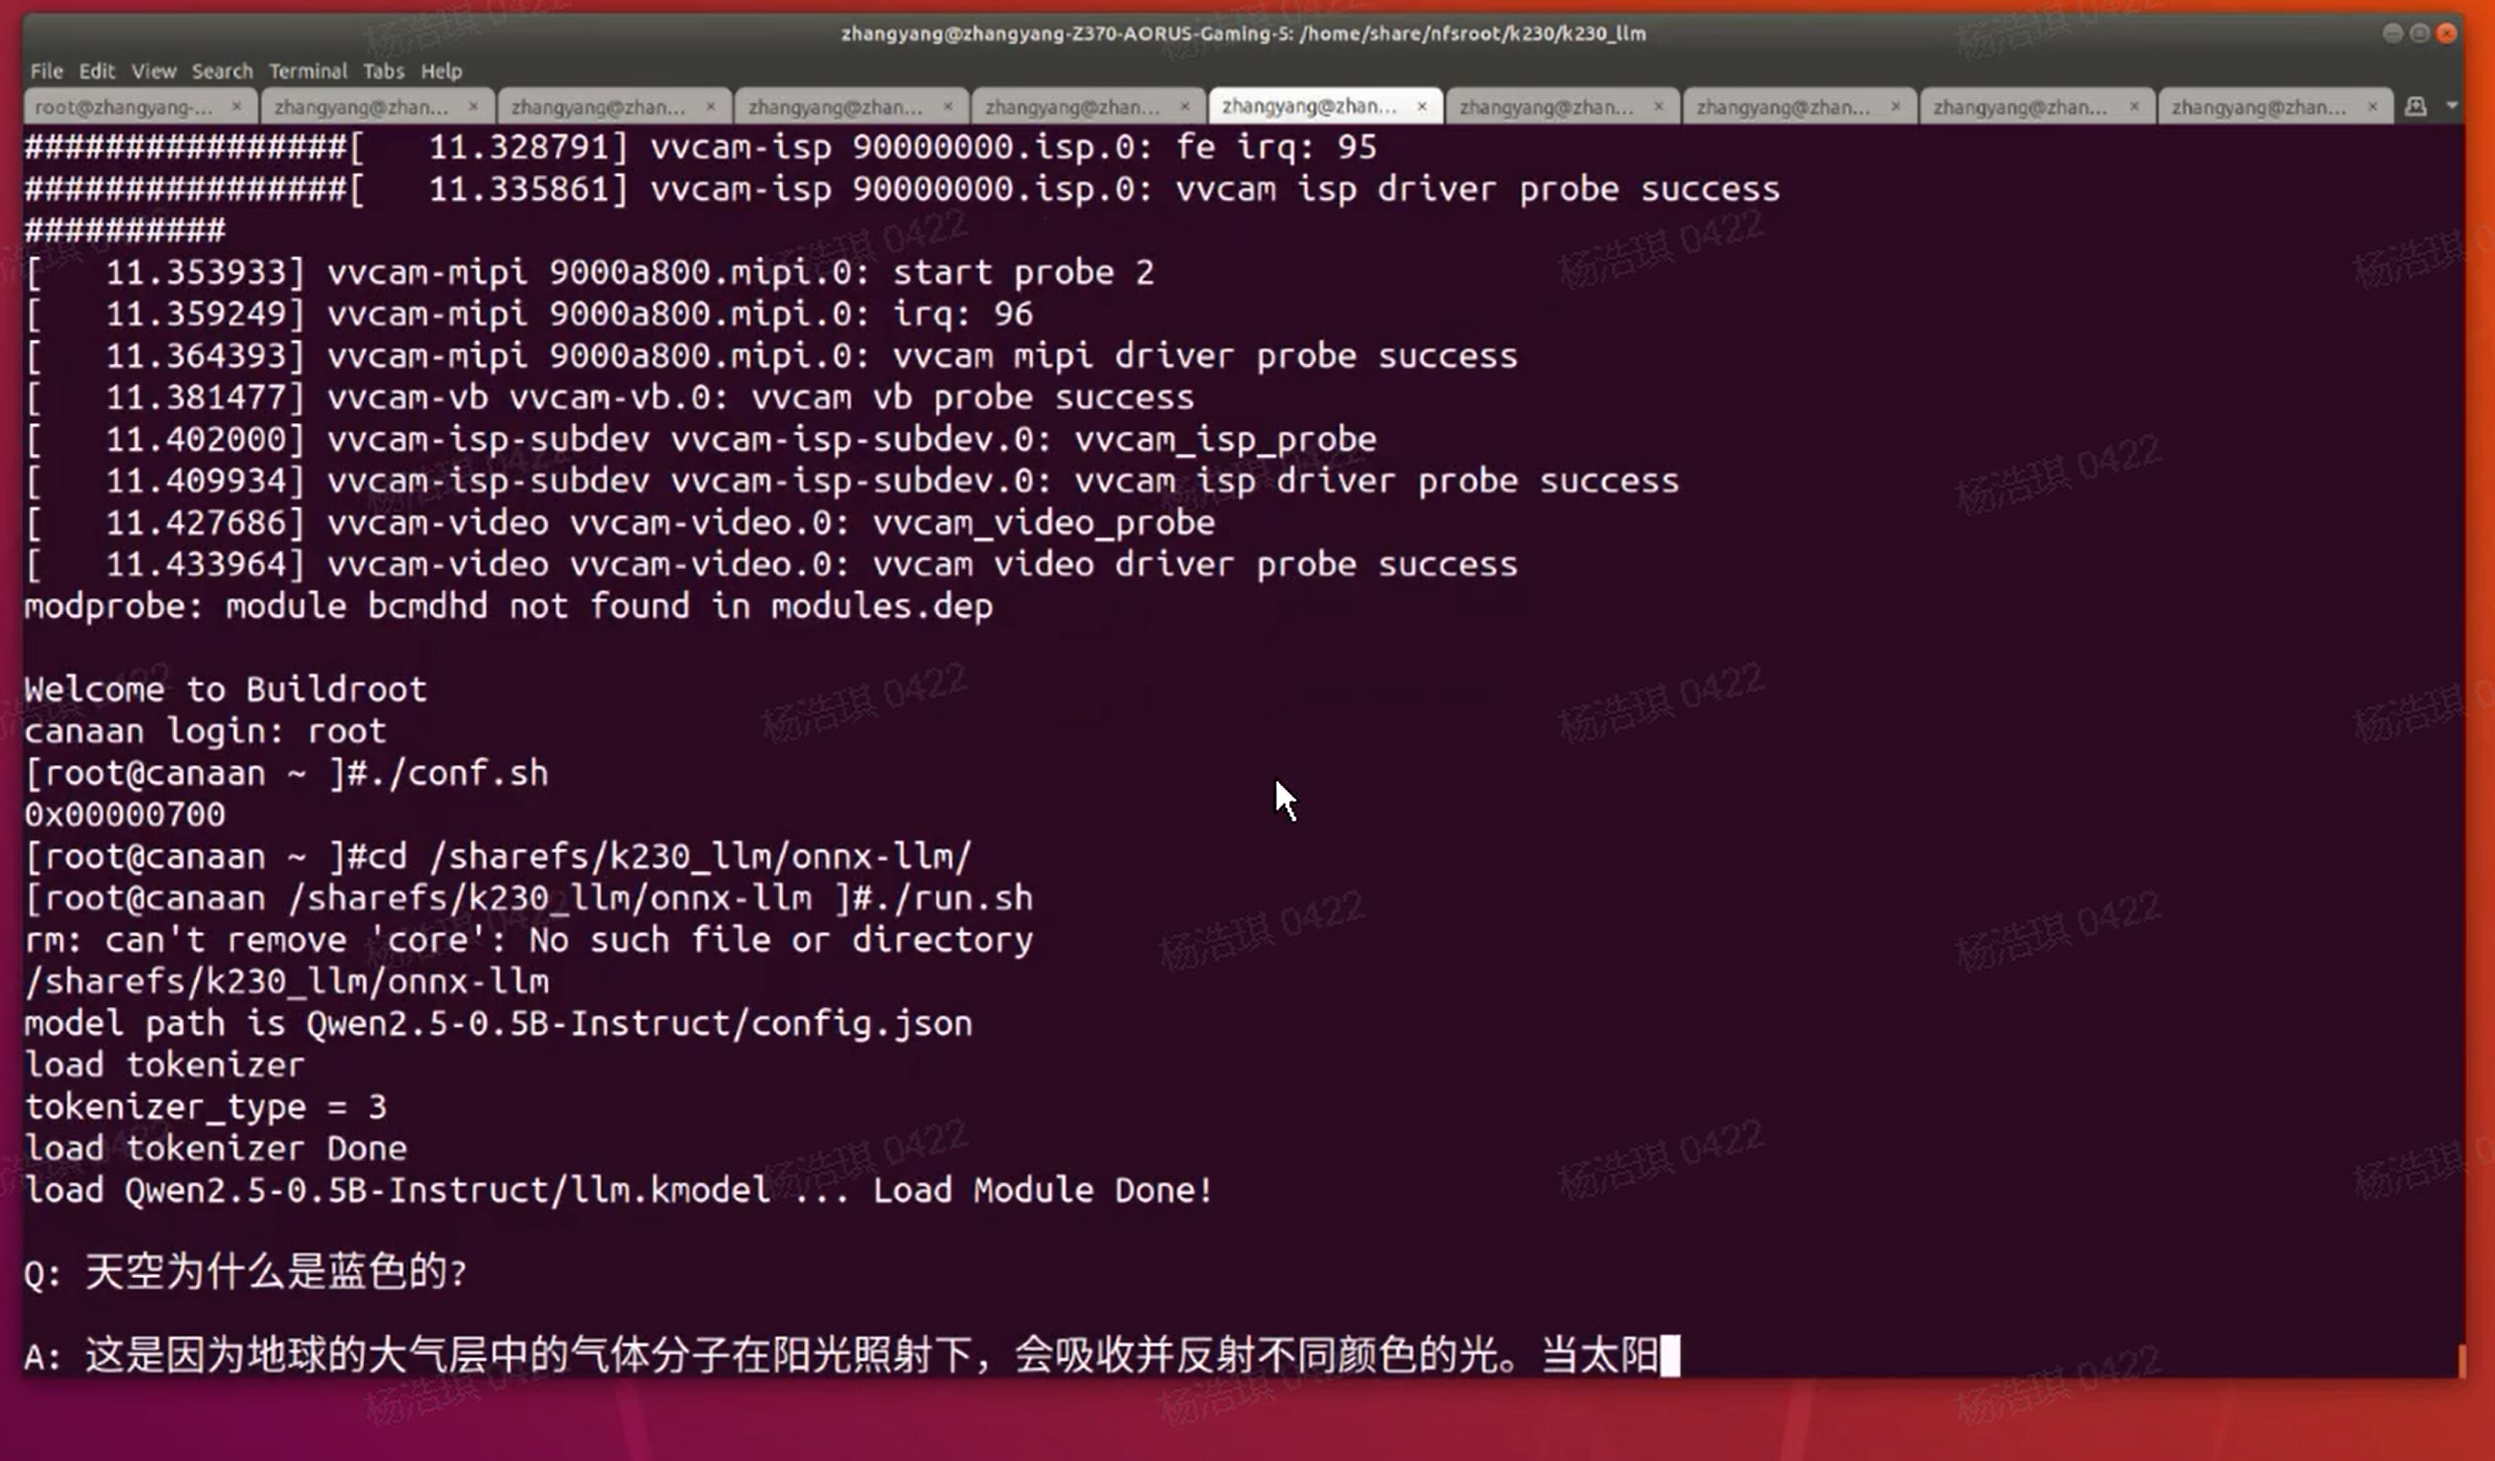 zhangyang@zhangyang-Z370-AORUS-Gaming-5: /home/share/nfsroot/k230/k230_llm
File Edit View Search Terminal Tabs Help
root@zhangyang-... × zhangyang@zhan... × zhangyang@zhan... × zhangyang@zhan... × zhangyang@zhan... × zhangyang@zhan... × zhangyang@zhan... × zhangyang@zhan... × zhangyang@zhan... × zhangyang@zhan... ×
################[   11.328791] vvcam-isp 90000000.isp.0: fe irq: 95
################[   11.335861] vvcam-isp 90000000.isp.0: vvcam isp driver probe success
##########
[   11.353933] vvcam-mipi 9000a800.mipi.0: start probe 2
[   11.359249] vvcam-mipi 9000a800.mipi.0: irq: 96
[   11.364393] vvcam-mipi 9000a800.mipi.0: vvcam mipi driver probe success
[   11.381477] vvcam-vb vvcam-vb.0: vvcam vb probe success
[   11.402000] vvcam-isp-subdev vvcam-isp-subdev.0: vvcam_isp_probe
[   11.409934] vvcam-isp-subdev vvcam-isp-subdev.0: vvcam isp driver probe success
[   11.427686] vvcam-video vvcam-video.0: vvcam_video_probe
[   11.433964] vvcam-video vvcam-video.0: vvcam video driver probe success
modprobe: module bcmdhd not found in modules.dep
Welcome to Buildroot
canaan login: root
[root@canaan ~ ]#./conf.sh
0x00000700
[root@canaan ~ ]#cd /sharefs/k230_llm/onnx-llm/
[root@canaan /sharefs/k230_llm/onnx-llm ]#./run.sh
rm: can't remove 'core': No such file or directory
/sharefs/k230_llm/onnx-llm
model path is Qwen2.5-0.5B-Instruct/config.json
load tokenizer
tokenizer_type = 3
load tokenizer Done
load Qwen2.5-0.5B-Instruct/llm.kmodel ... Load Module Done!
Q: 天空为什么是蓝色的?
A: 这是因为地球的大气层中的气体分子在阳光照射下，会吸收并反射不同颜色的光。当太阳
杨浩琪 0422